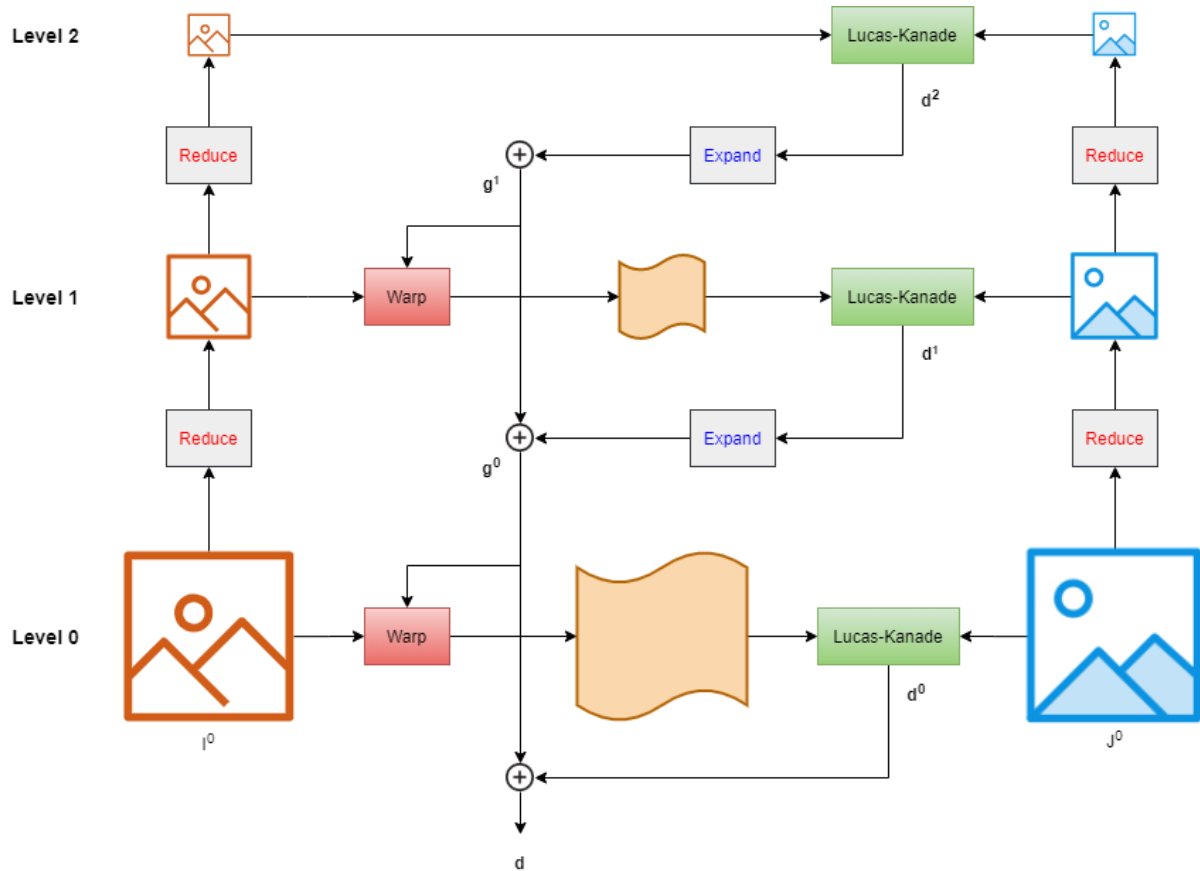 Level 2
Lucas-Kanade
d²
Reduce
Expand
Reduce
g¹
Level 1
Warp
Lucas-Kanade
d¹
Reduce
Expand
Reduce
g⁰
Level 0
Warp
Lucas-Kanade
d⁰
I⁰
J⁰
d